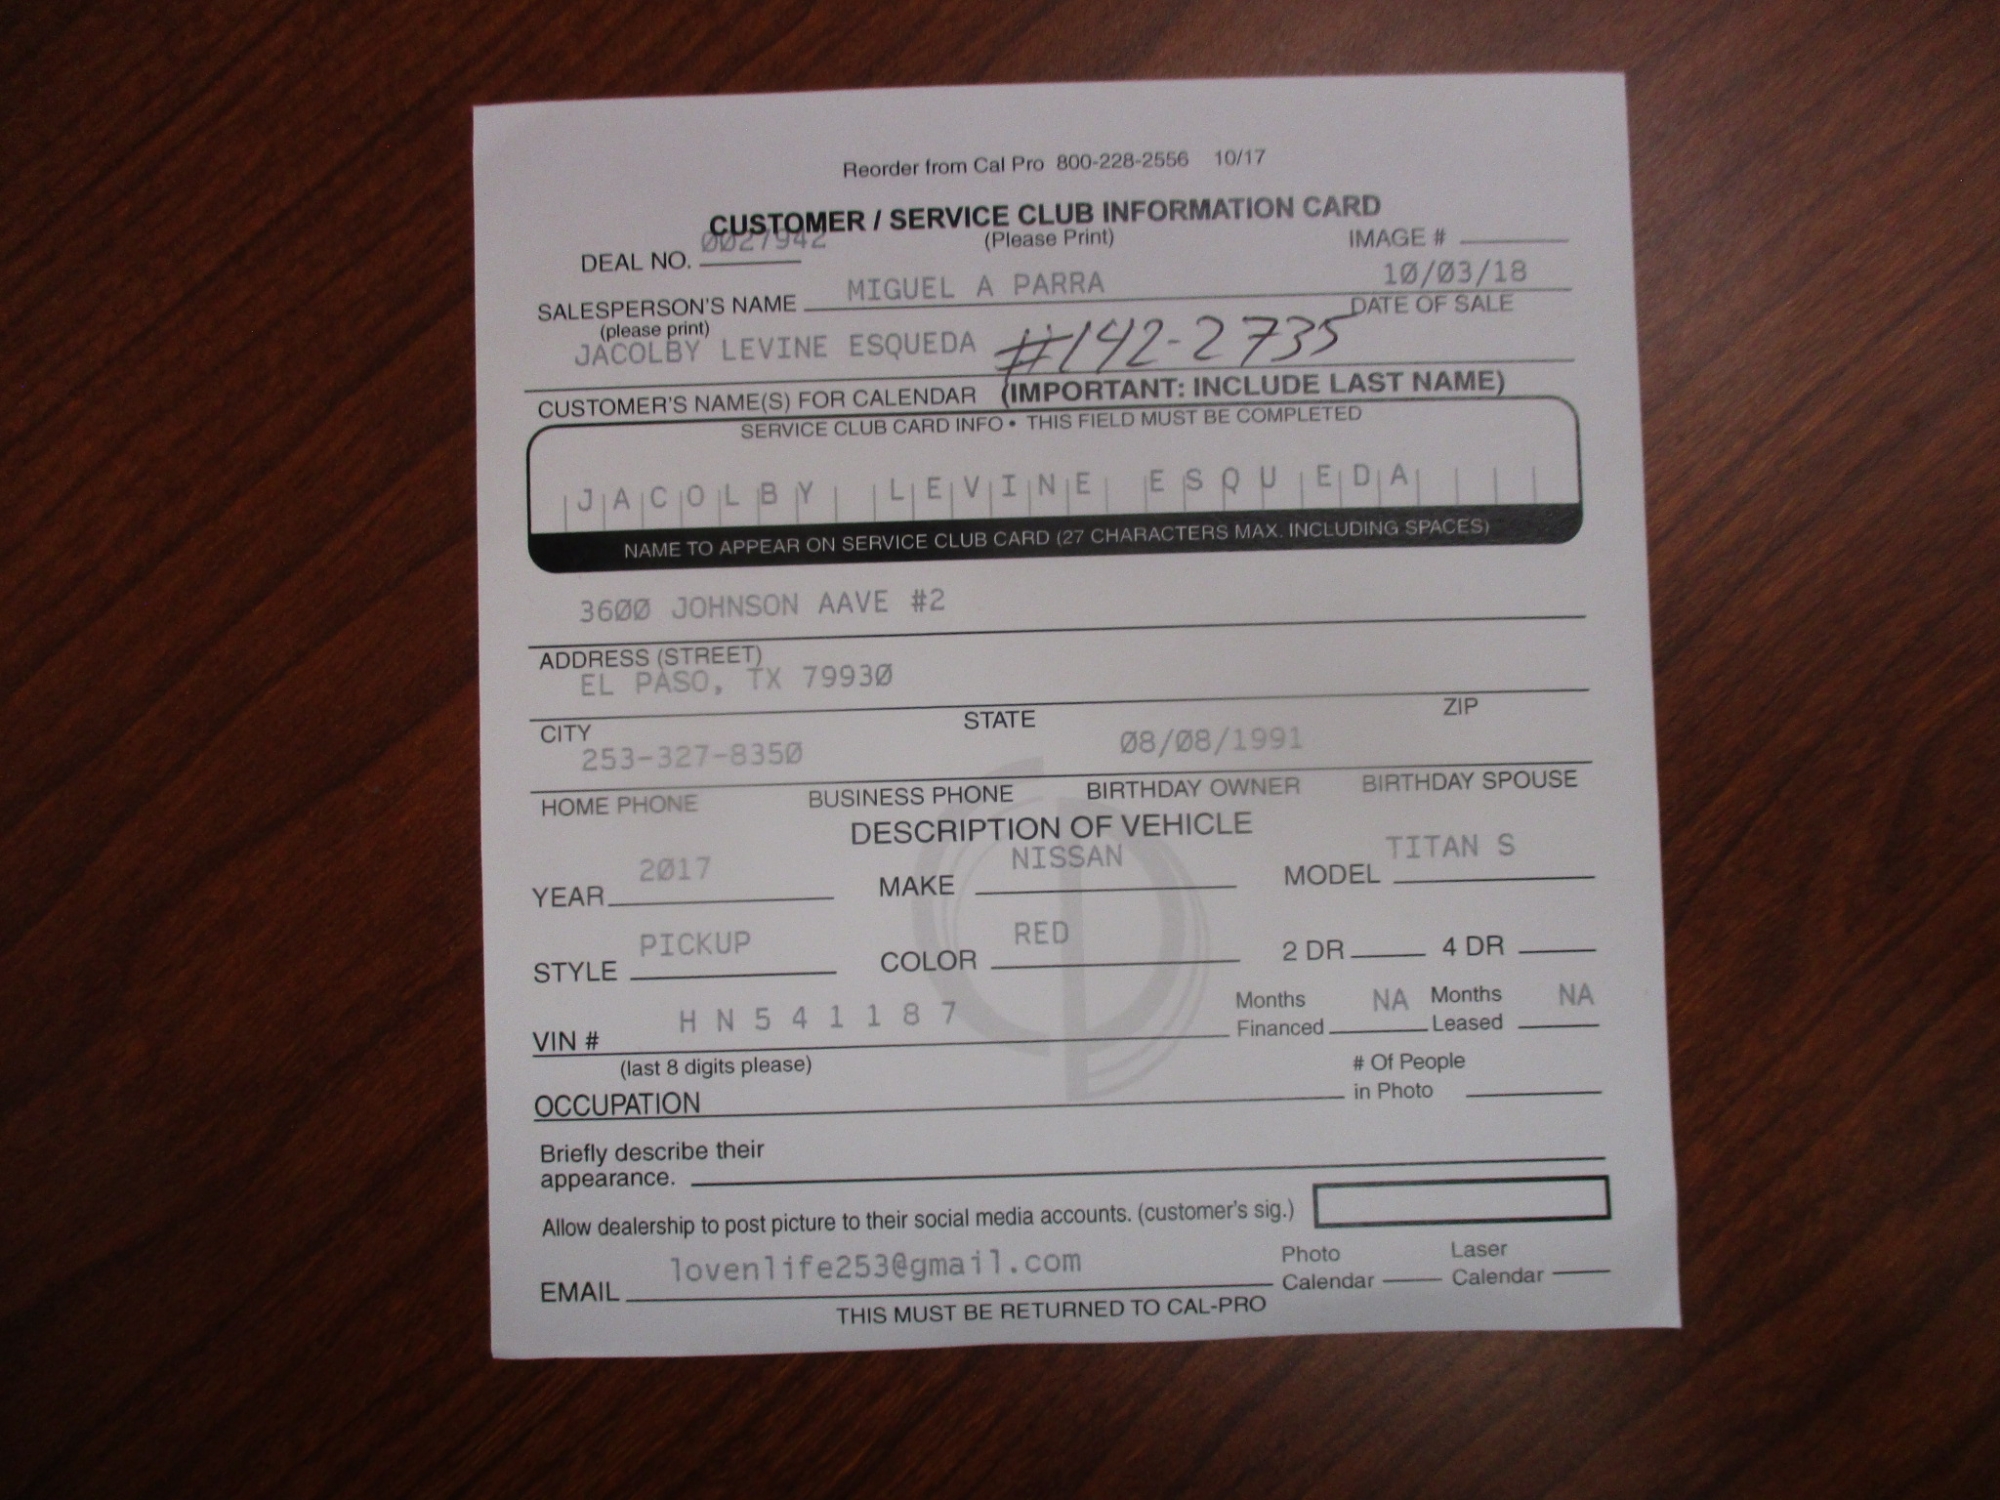 Reorder from Cal Pro 800-228-2556 10/17
CUSTOMER / SERVICE CLUB INFORMATION CARD
DEAL NO. 0027942 (Please Print) IMAGE #
SALESPERSON'S NAME MIGUEL A PARRA 10/03/18
(please print) DATE OF SALE
JACOLBY LEVINE ESQUEDA #142-2735
CUSTOMER'S NAME(S) FOR CALENDAR (IMPORTANT: INCLUDE LAST NAME)
SERVICE CLUB CARD INFO • THIS FIELD MUST BE COMPLETED
JACOLBY LEVINE ESQUEDA
NAME TO APPEAR ON SERVICE CLUB CARD (27 CHARACTERS MAX. INCLUDING SPACES)
3600 JOHNSON AAVE #2
ADDRESS (STREET)
EL PASO, TX 79930
CITY STATE ZIP
253-327-8350 08/08/1991
HOME PHONE BUSINESS PHONE BIRTHDAY OWNER BIRTHDAY SPOUSE
DESCRIPTION OF VEHICLE
YEAR 2017 MAKE NISSAN MODEL TITAN S
STYLE PICKUP COLOR RED 2 DR 4 DR
VIN # H N 5 4 1 1 8 7 Months Financed NA Months Leased NA
(last 8 digits please) # Of People
OCCUPATION in Photo
Briefly describe their
appearance.
Allow dealership to post picture to their social media accounts. (customer's sig.)
EMAIL lovenlife253@gmail.com Photo Calendar Laser Calendar
THIS MUST BE RETURNED TO CAL-PRO